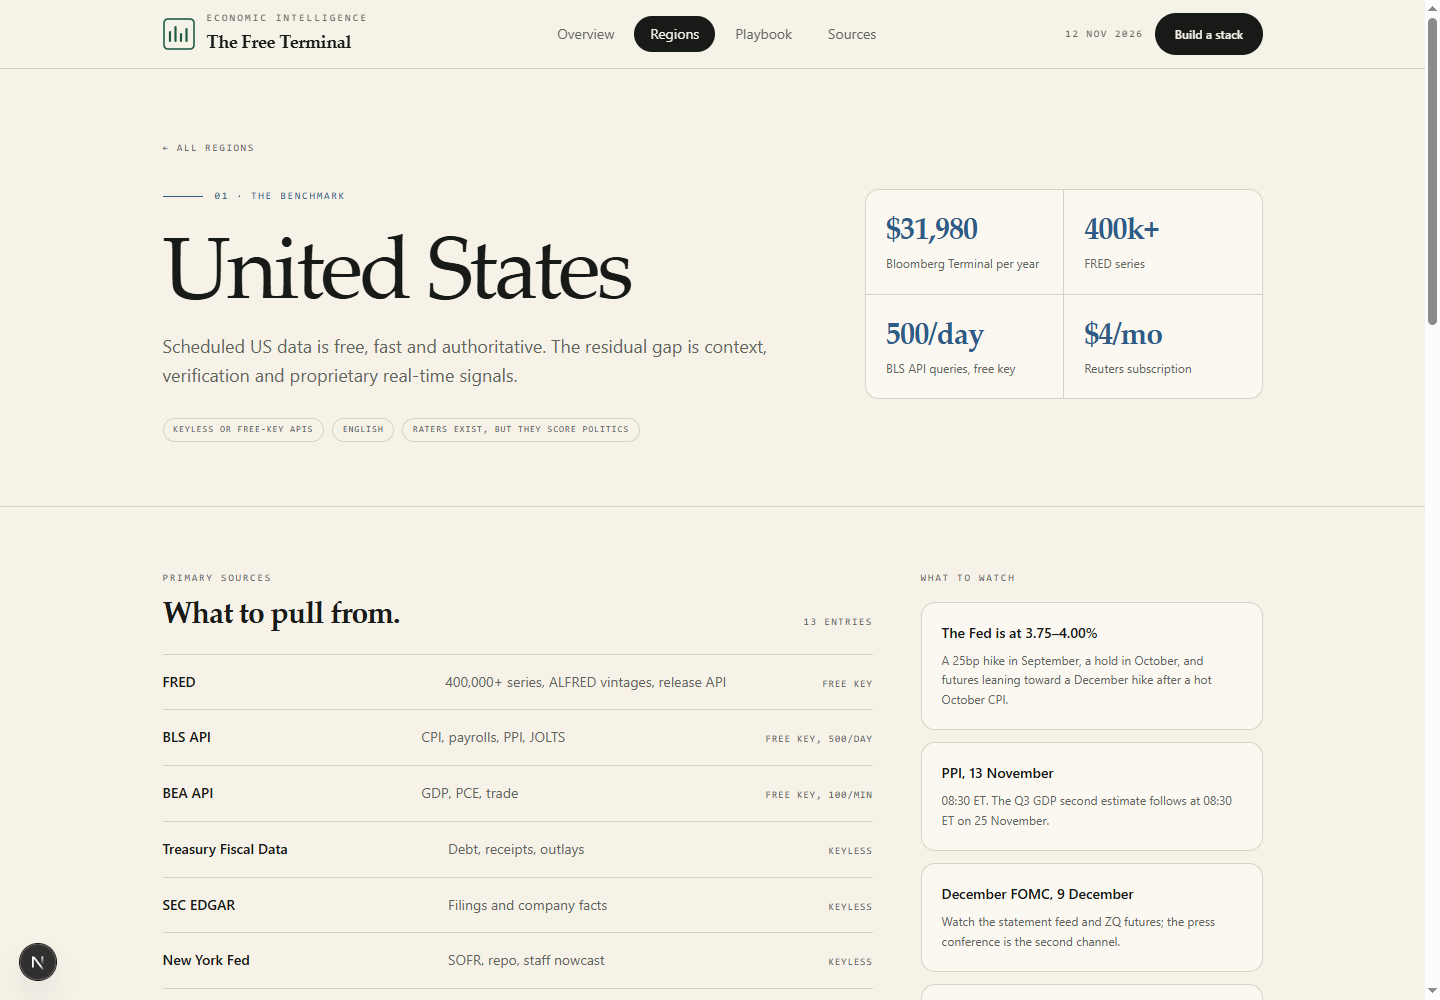 ECONOMIC INTELLIGENCE
The Free Terminal
Overview
Regions
Playbook
Sources
12 NOV 2026
Build a stack
← ALL REGIONS
01 · THE BENCHMARK
United States
Scheduled US data is free, fast and authoritative. The residual gap is context,
verification and proprietary real-time signals.
KEYLESS OR FREE-KEY APIS
ENGLISH
RATERS EXIST, BUT THEY SCORE POLITICS
$31,980
Bloomberg Terminal per year
400k+
FRED series
500/day
BLS API queries, free key
$4/mo
Reuters subscription
PRIMARY SOURCES
What to pull from.
13 ENTRIES
FRED
400,000+ series, ALFRED vintages, release API
FREE KEY
BLS API
CPI, payrolls, PPI, JOLTS
FREE KEY, 500/DAY
BEA API
GDP, PCE, trade
FREE KEY, 100/MIN
Treasury Fiscal Data
Debt, receipts, outlays
KEYLESS
SEC EDGAR
Filings and company facts
KEYLESS
New York Fed
SOFR, repo, staff nowcast
KEYLESS
WHAT TO WATCH
The Fed is at 3.75–4.00%
A 25bp hike in September, a hold in October, and
futures leaning toward a December hike after a hot
October CPI.
PPI, 13 November
08:30 ET. The Q3 GDP second estimate follows at 08:30
ET on 25 November.
December FOMC, 9 December
Watch the statement feed and ZQ futures; the press
conference is the second channel.
N